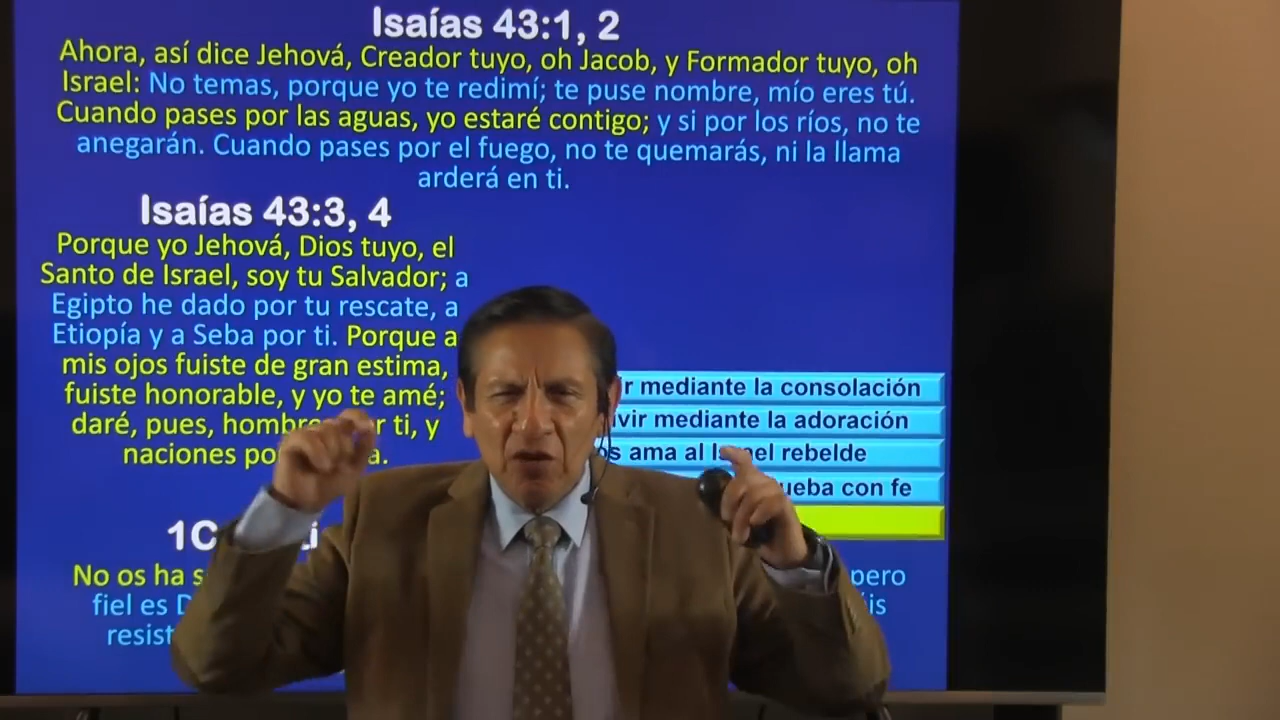 Isaías 43:1, 2
Ahora, así dice Jehová, Creador tuyo, oh Jacob, y Formador tuyo, oh
Israel: No temas, porque yo te redimí; te puse nombre, mío eres tú.
Cuando pases por las aguas, yo estaré contigo; y si por los ríos, no te
anegarán. Cuando pases por el fuego, no te quemarás, ni la llama
arderá en ti.
Isaías 43:3, 4
Porque yo Jehová, Dios tuyo, el
Santo de Israel, soy tu Salvador; a
Egipto he dado por tu rescate, a
Etiopía y a Seba por ti. Porque a
mis ojos fuiste de gran estima,
fuiste honorable, y yo te amé;
daré, pues, ti, y
naciones
mediante la consolación
mediante la adoración
ama al rebelde
con fe
No os ha pero
fiel es